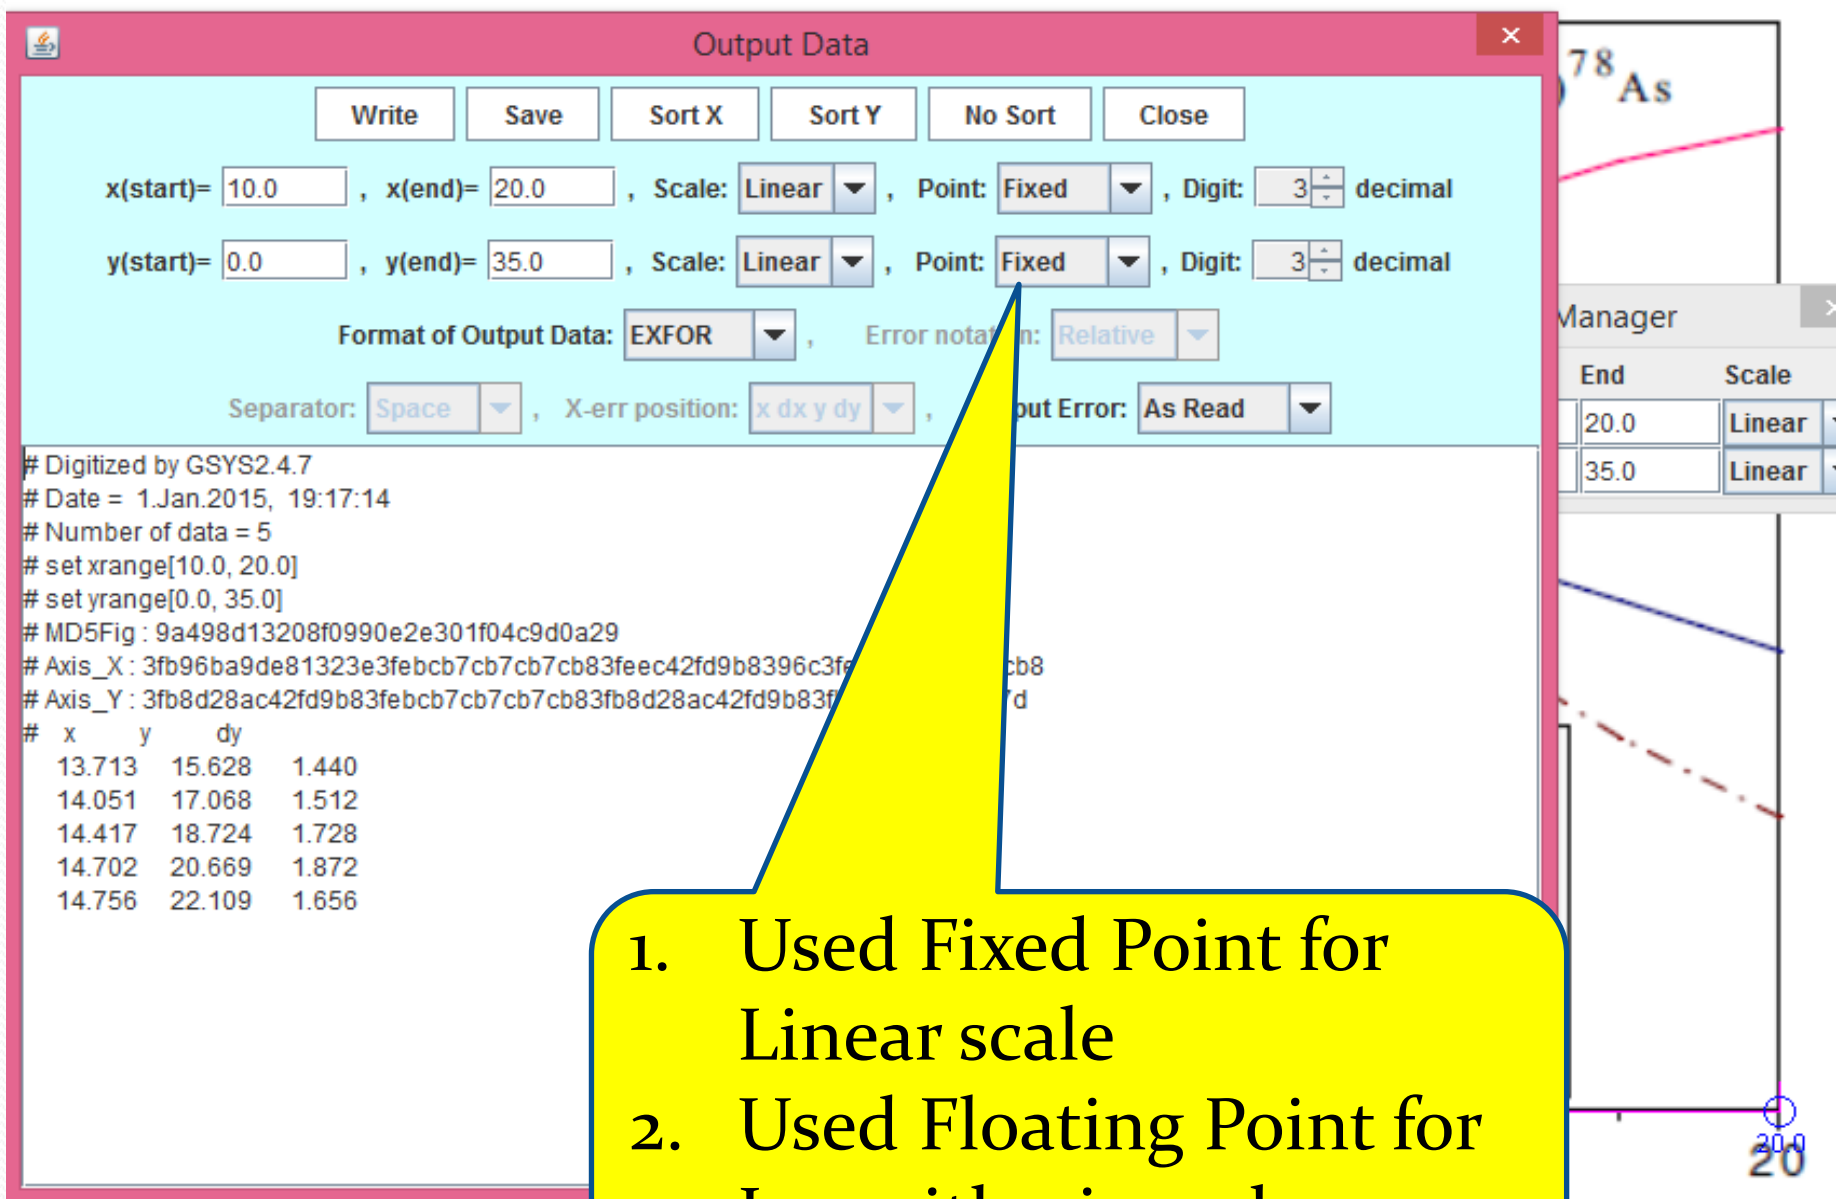 Output Data
Write Save Sort X Sort Y No Sort Close
x(start)= 10.0 , x(end)= 20.0 , Scale: Linear , Point: Fixed , Digit: 3 decimal
y(start)= 0.0 , y(end)= 35.0 , Scale: Linear , Point: Fixed , Digit: 3 decimal
Format of Output Data: EXFOR , Error Relative
Separator: Space , X-err position: x dx y dy , Error: As Read
# Digitized by GSYS2.4.7
# Date = 1.Jan.2015, 19:17:14
# Number of data = 5
# set xrange[10.0, 20.0]
# set yrange[0.0, 35.0]
# MD5Fig : 9a498d13208f0990e2e301f04c9d0a29
# Axis_X : 3fb96ba9de81323e3febcb7cb7cb7cb83feec42fd9b8396c3fe cb8
# Axis_Y : 3fb8d28ac42fd9b83febcb7cb7cb7cb83fb8d28ac42fd9b83f 7d
# x y dy
13.713 15.628 1.440
14.051 17.068 1.512
14.417 18.724 1.728
14.702 20.669 1.872
14.756 22.109 1.656
)78As
Manager
End Scale
20.0 Linear
35.0 Linear
20.0
20
1. Used Fixed Point for
Linear scale
2. Used Floating Point for